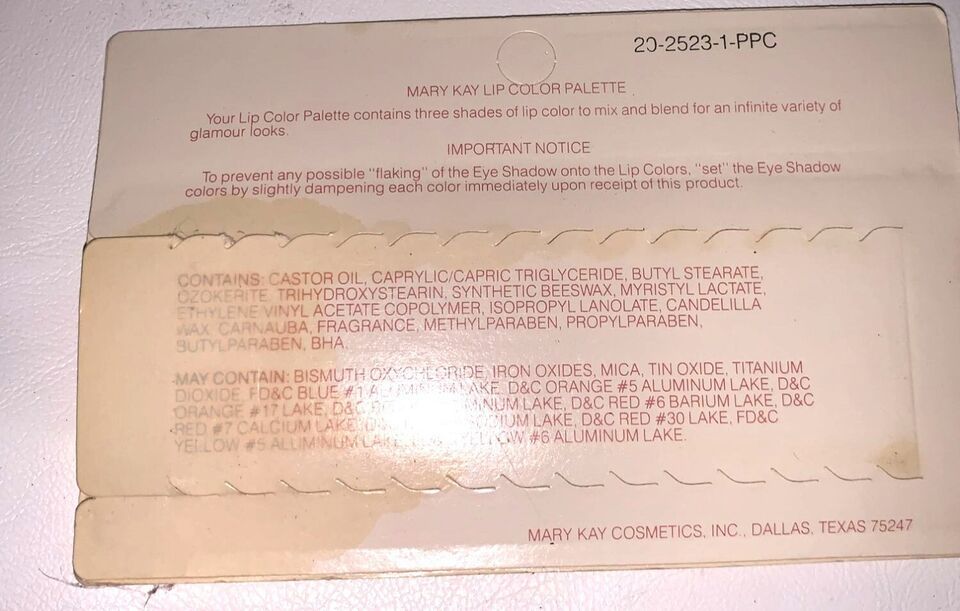 20-2523-1-PPC
MARY KAY LIP COLOR PALETTE
Your Lip Color Palette contains three shades of lip color to mix and blend for an infinite variety of
glamour looks.
IMPORTANT NOTICE
To prevent any possible "flaking" of the Eye Shadow onto the Lip Colors, "set" the Eye Shadow
colors by slightly dampening each color immediately upon receipt of this product.
CONTAINS: CASTOR OIL, CAPRYLIC/CAPRIC TRIGLYCERIDE, BUTYL STEARATE,
OZOKERITE, TRIHYDROXYSTEARIN, SYNTHETIC BEESWAX, MYRISTYL LACTATE,
ETHYLENE/VINYL ACETATE COPOLYMER, ISOPROPYL LANOLATE, CANDELILLA
WAX, CARNAUBA, FRAGRANCE, METHYLPARABEN, PROPYLPARABEN,
BUTYLPARABEN, BHA.
MAY CONTAIN: BISMUTH OXYCHLORIDE, IRON OXIDES, MICA, TIN OXIDE, TITANIUM
DIOXIDE, FD&C BLUE #1 ALUMINUM LAKE, D&C ORANGE #5 ALUMINUM LAKE, D&C
ORANGE #17 LAKE, D&C LAKE, D&C RED #6 BARIUM LAKE, D&C
RED #7 CALCIUM LAKE, LAKE, D&C RED #30 LAKE, FD&C
YELLOW #5 ALUMINUM LAKE, #6 ALUMINUM LAKE.
MARY KAY COSMETICS, INC., DALLAS, TEXAS 75247